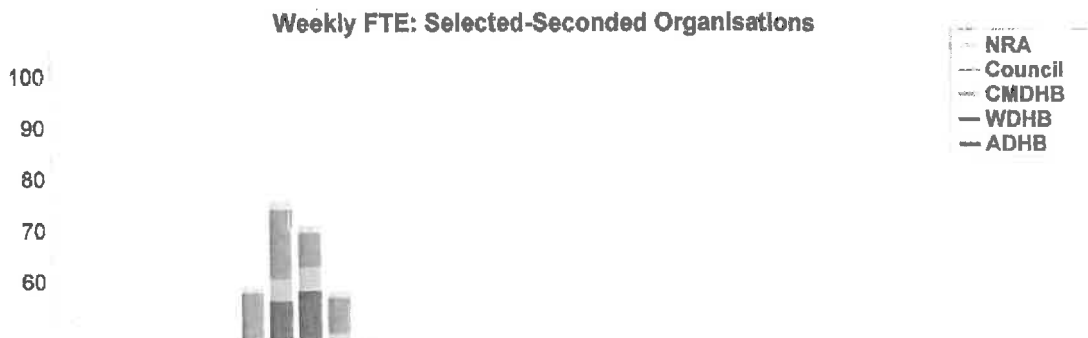 Weekly FTE: Selected-Seconded Organisations
NRA
Council
CMDHB
WDHB
ADHB
100
90
80
70
60